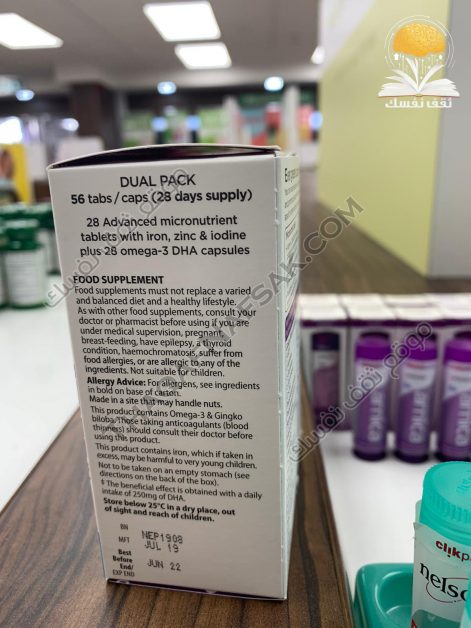 ثقف نفسك
DUAL PACK
56 tabs/caps (28 days supply)
28 Advanced micronutrient
tablets with iron, zinc & iodine
plus 28 omega-3 DHA capsules
FOOD SUPPLEMENT
Food supplements must not replace a varied
and balanced diet and a healthy lifestyle.
As with other food supplements, consult your
doctor or pharmacist before using if you are
under medical supervision, pregnant,
breast-feeding, have epilepsy, a thyroid
condition, haemochromatosis, suffer from
food allergies, or are allergic to any of the
ingredients. Not suitable for children.
Allergy Advice: For allergens, see ingredients
in bold on base of carton.
Made in a site that may handle nuts.
This product contains Omega-3 & Gingko
biloba. Those taking anticoagulants (blood
thinners) should consult their doctor before
using this product.
This product contains iron, which if taken in
excess, may be harmful to very young children.
Not to be taken on an empty stomach (see
directions on the back of the box).
‡ The beneficial effect is obtained with a daily
intake of 250mg of DHA.
Store below 25°C in a dry place, out
of sight and reach of children.
BN NEP1908
MFT JUL 19
Best
Before
End/ JUN 22
EXP END
clikp
nels
موقع ثقف نفسك